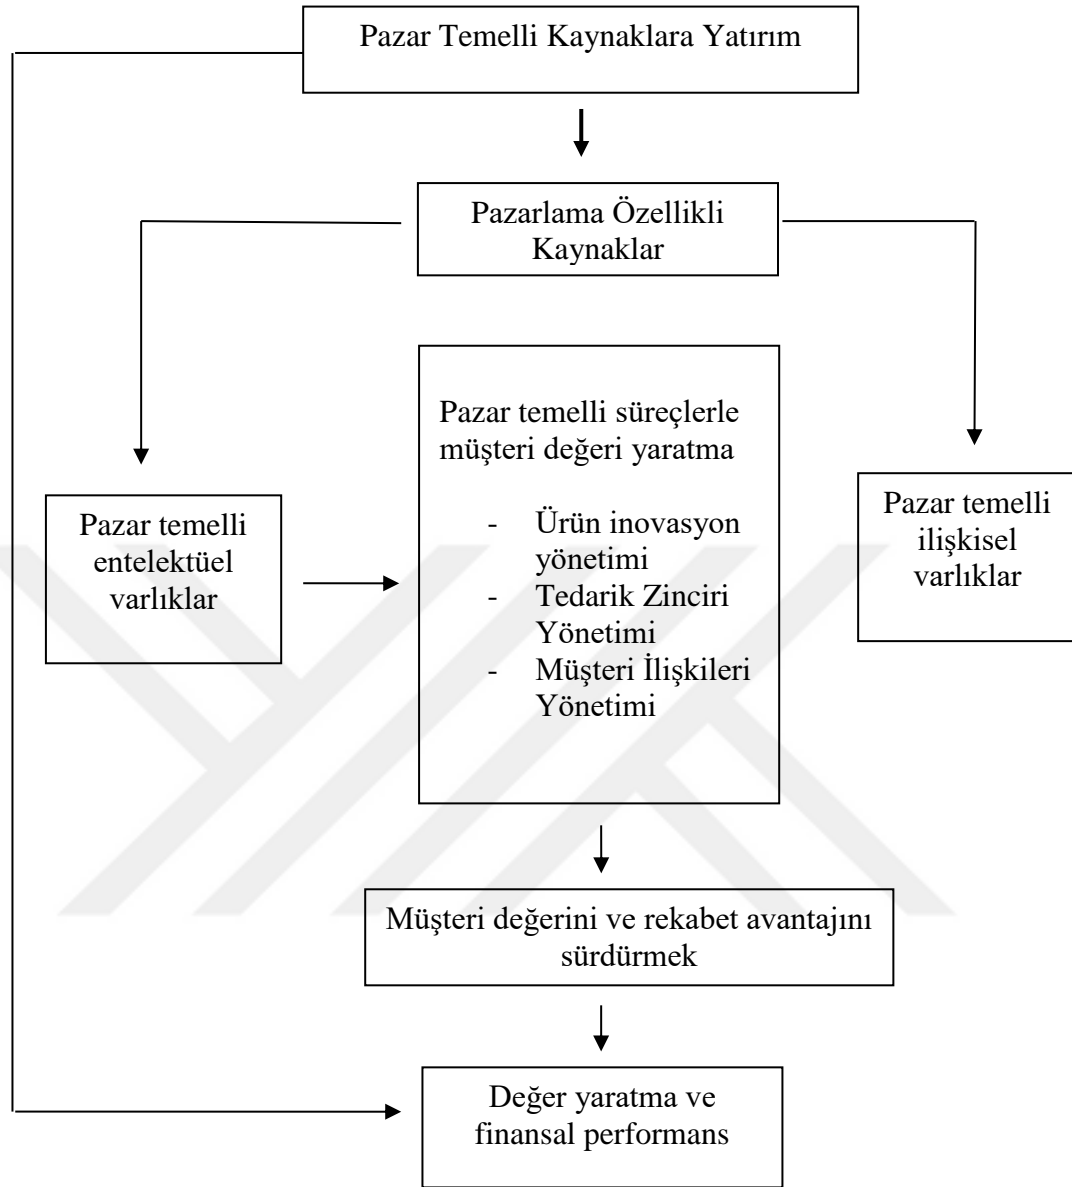 Pazar Temelli Kaynaklara Yatırım
Pazarlama Özellikli
Kaynaklar
Pazar temelli
entelektüel
varlıklar
Pazar temelli süreçlerle
müşteri değeri yaratma
- Ürün inovasyon
yönetimi
- Tedarik Zinciri
Yönetimi
- Müşteri İlişkileri
Yönetimi
Pazar temelli
ilişkisel
varlıklar
Müşteri değerini ve rekabet avantajını
sürdürmek
Değer yaratma ve
finansal performans